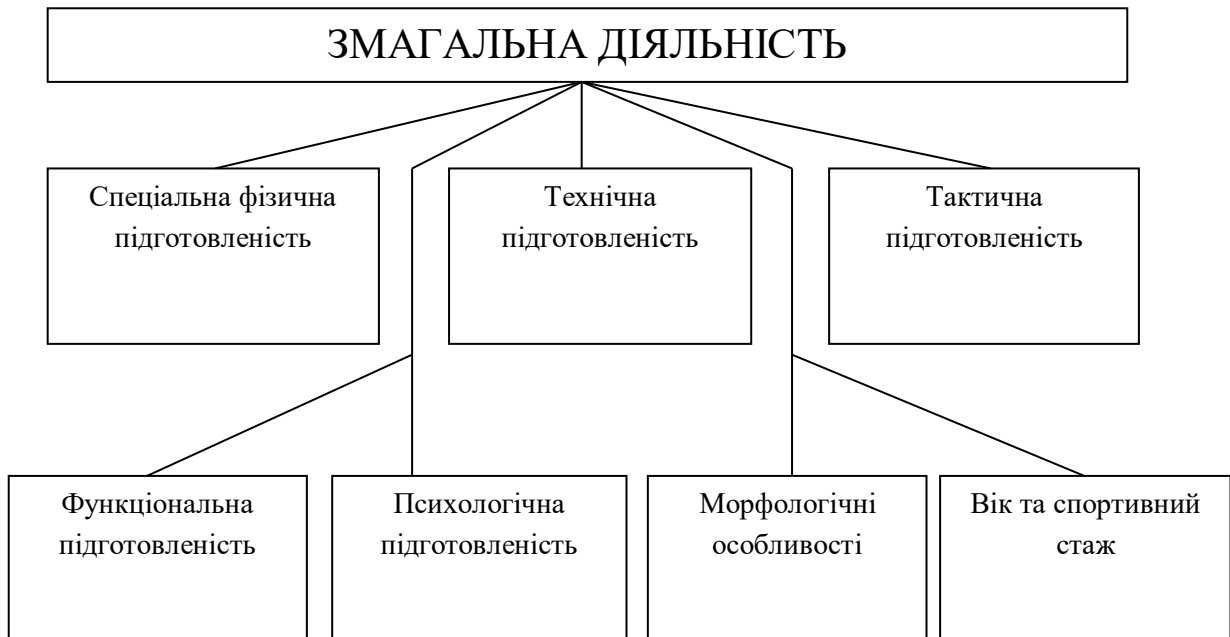 ЗМАГАЛЬНА ДІЯЛЬНІСТЬ
Спеціальна фізична
підготовленість
Технічна
підготовленість
Тактична
підготовленість
Функціональна
підготовленість
Психологічна
підготовленість
Морфологічні
особливості
Вік та спортивний
стаж